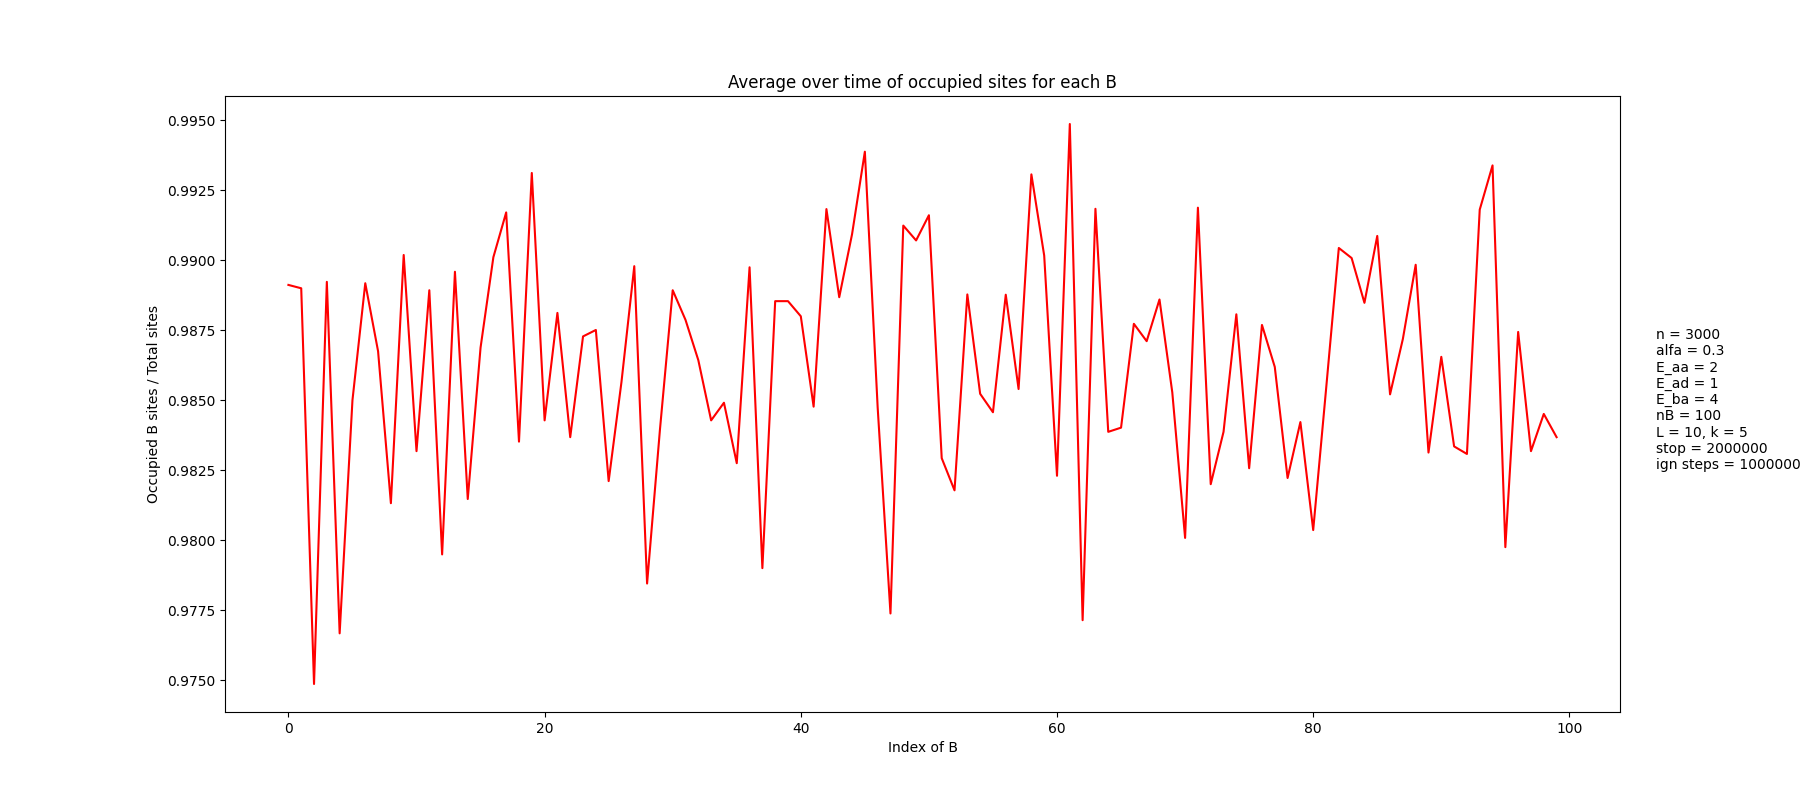 Average over time of occupied sites for each B
0.9950
0.9925
0.9900
0.9875
0.9850
0.9825
0.9800
0.9775
0.9750
Occupied B sites / Total sites
0 20 40 60 80 100
Index of B
n = 3000
alfa = 0.3
E_aa = 2
E_ad = 1
E_ba = 4
nB = 100
L = 10, k = 5
stop = 2000000
ign steps = 1000000